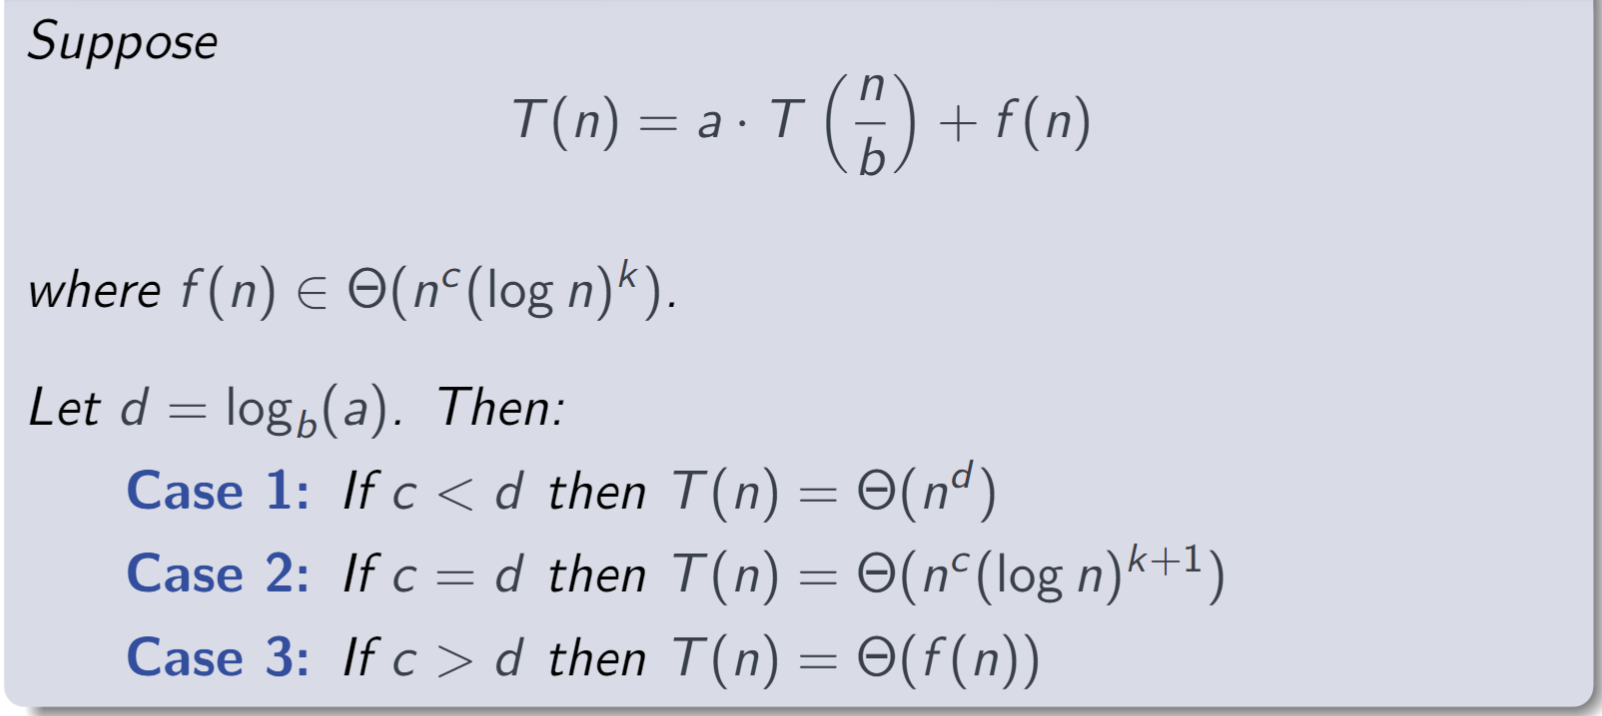 Suppose
T(n) = a · T(n/b) + f(n)
where f(n) ∈ Θ(n^c(log n)^k).
Let d = log_b(a). Then:
Case 1: If c < d then T(n) = Θ(n^d)
Case 2: If c = d then T(n) = Θ(n^c(log n)^{k+1})
Case 3: If c > d then T(n) = Θ(f(n))